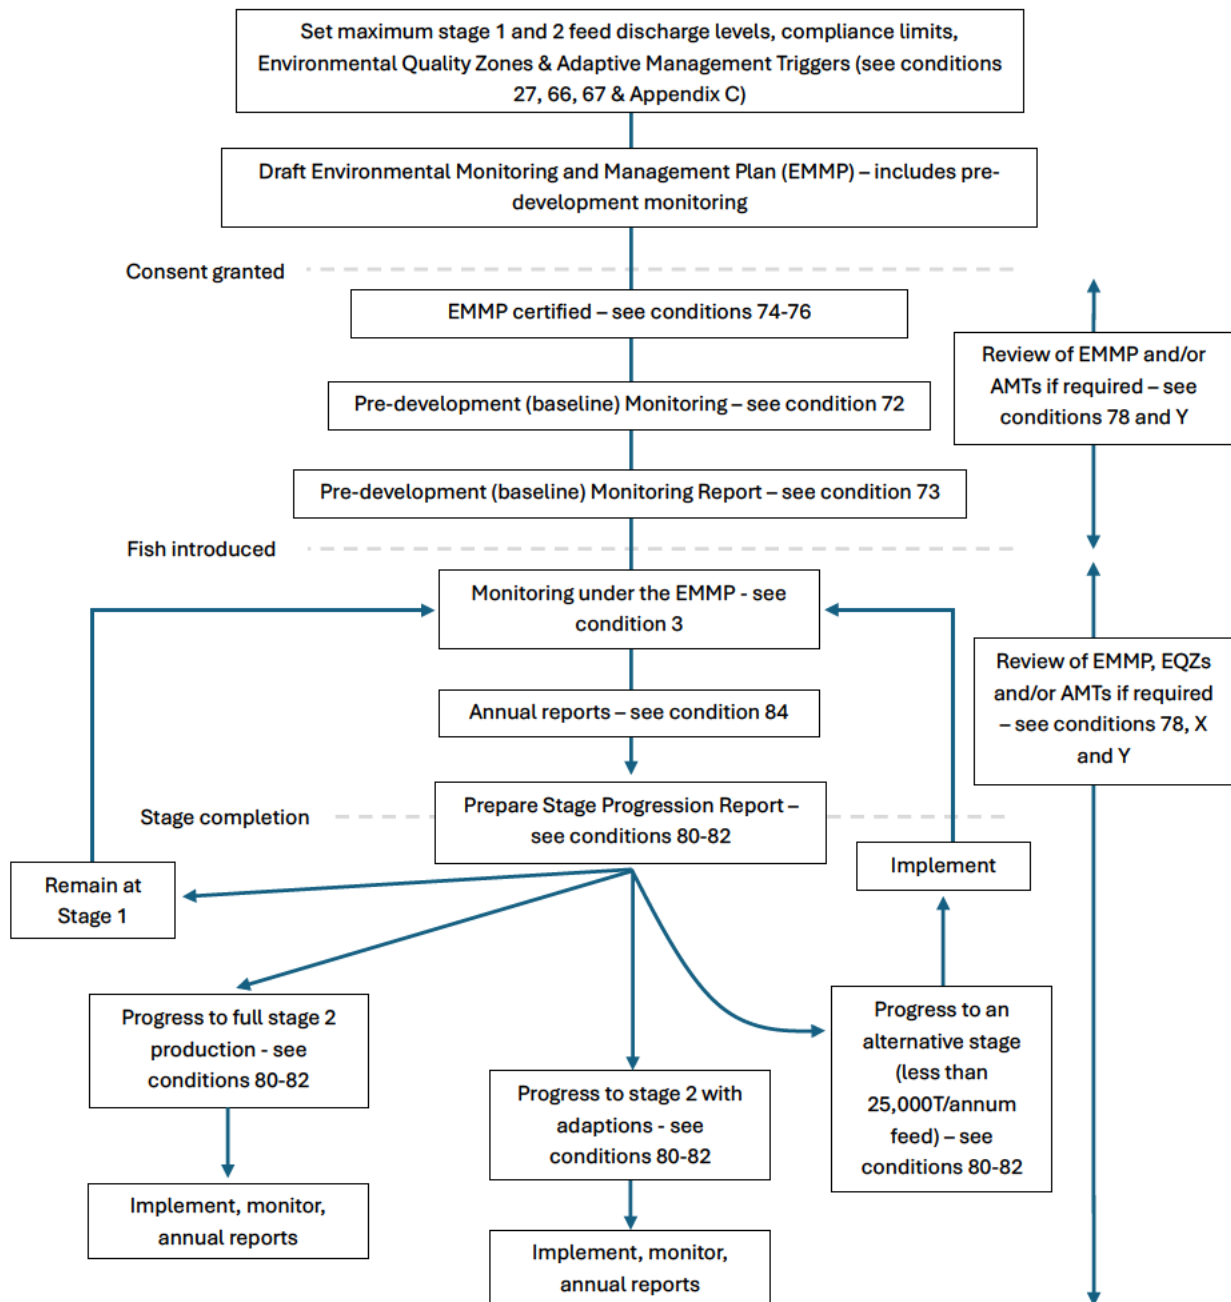 Set maximum stage 1 and 2 feed discharge levels, compliance limits,
Environmental Quality Zones & Adaptive Management Triggers (see conditions
27, 66, 67 & Appendix C)
Draft Environmental Monitoring and Management Plan (EMMP) – includes pre-
development monitoring
Consent granted
EMMP certified – see conditions 74-76
Review of EMMP and/or
AMTs if required – see
conditions 78 and Y
Pre-development (baseline) Monitoring – see condition 72
Pre-development (baseline) Monitoring Report – see condition 73
Fish introduced
Monitoring under the EMMP - see
condition 3
Review of EMMP, EQZs
and/or AMTs if required
– see conditions 78, X
and Y
Annual reports – see condition 84
Stage completion
Prepare Stage Progression Report –
see conditions 80-82
Implement
Remain at
Stage 1
Progress to full stage 2
production - see
conditions 80-82
Progress to stage 2 with
adaptions - see
conditions 80-82
Progress to an
alternative stage
(less than
25,000T/annum
feed) – see
conditions 80-82
Implement, monitor,
annual reports
Implement, monitor,
annual reports